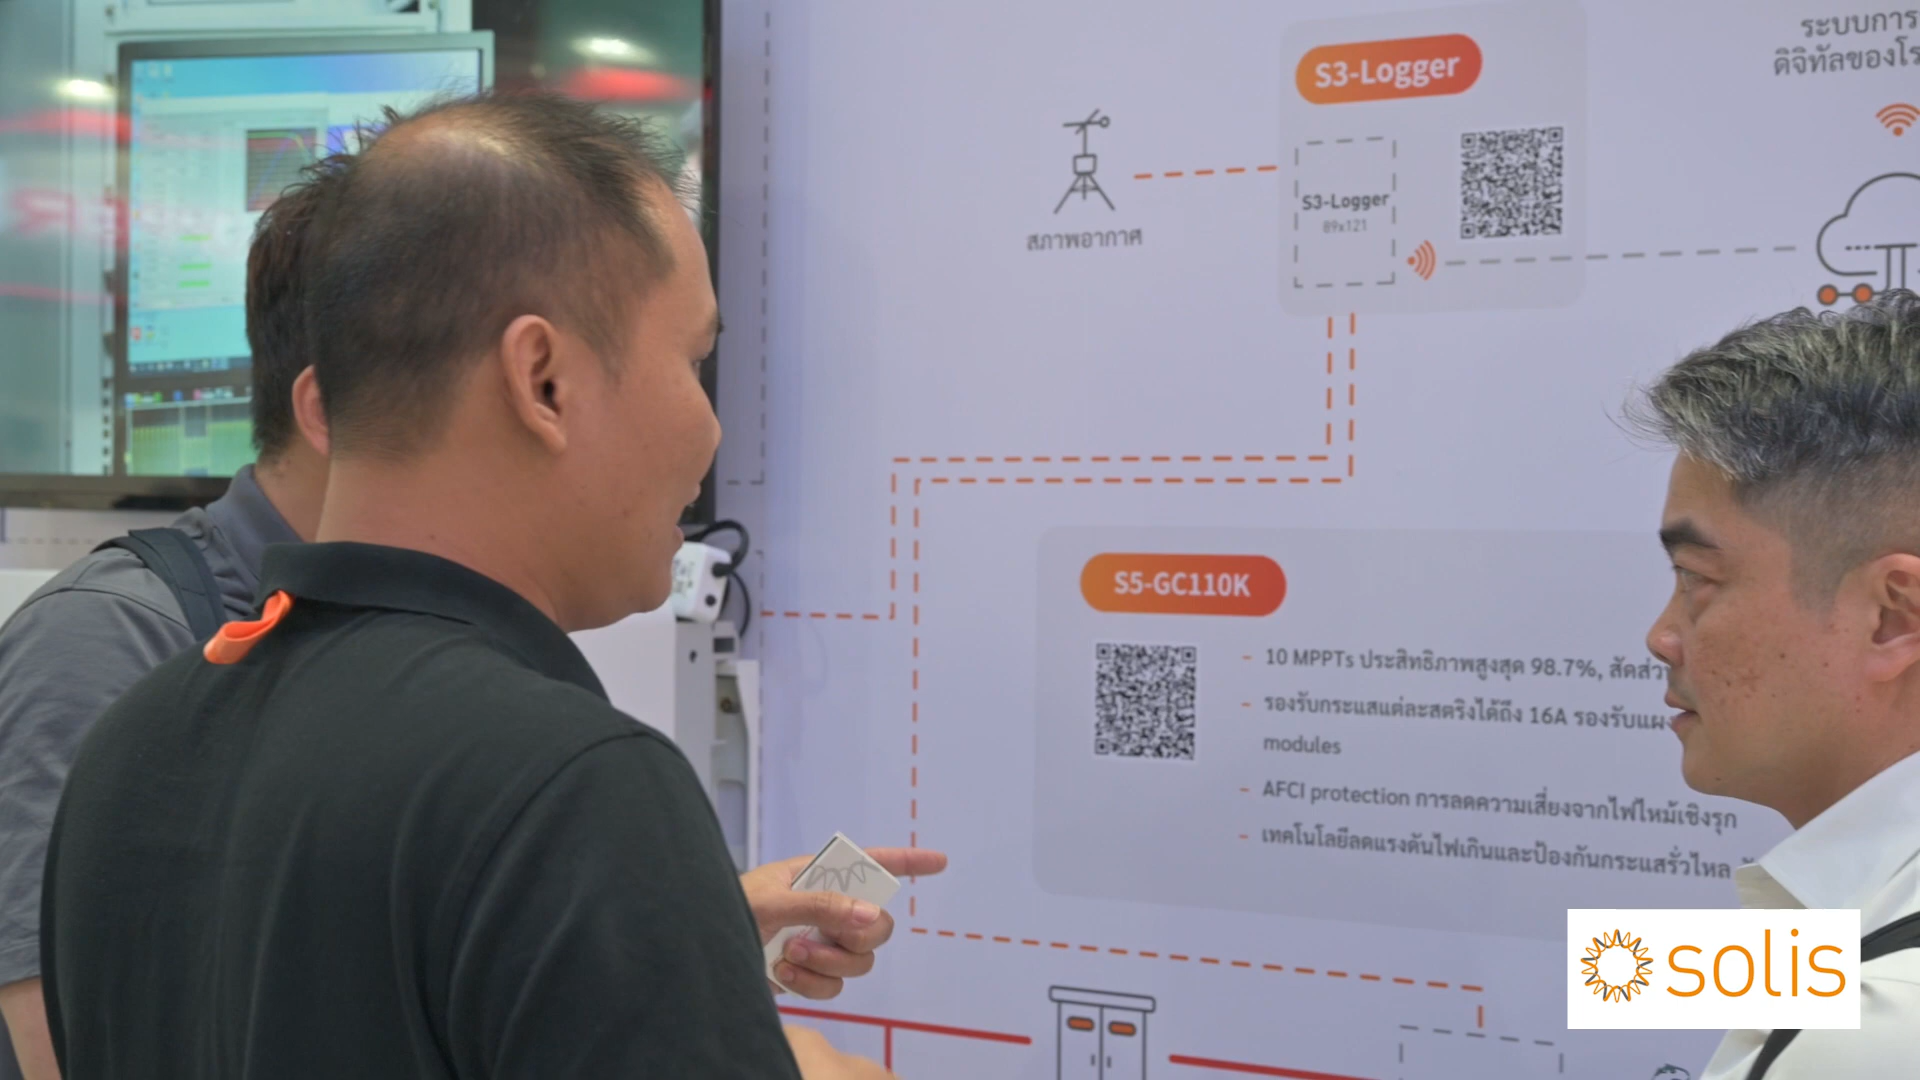 S3-Logger
ระบบการ
ดิจิทัลของโร
S3-Logger
89x121
สภาพอากาศ
S5-GC110K
- 10 MPPTs ประสิทธิภาพสูงสุด 98.7%, สัดส่ว
- รองรับกระแสแต่ละสตริงได้ถึง 16A รองรับแผง
modules
- AFCI protection การลดความเสี่ยงจากไฟไหม้เชิงรุก
- เทคโนโลยีลดแรงดันไฟเกินและป้องกันกระแสรั่วไหล
solis